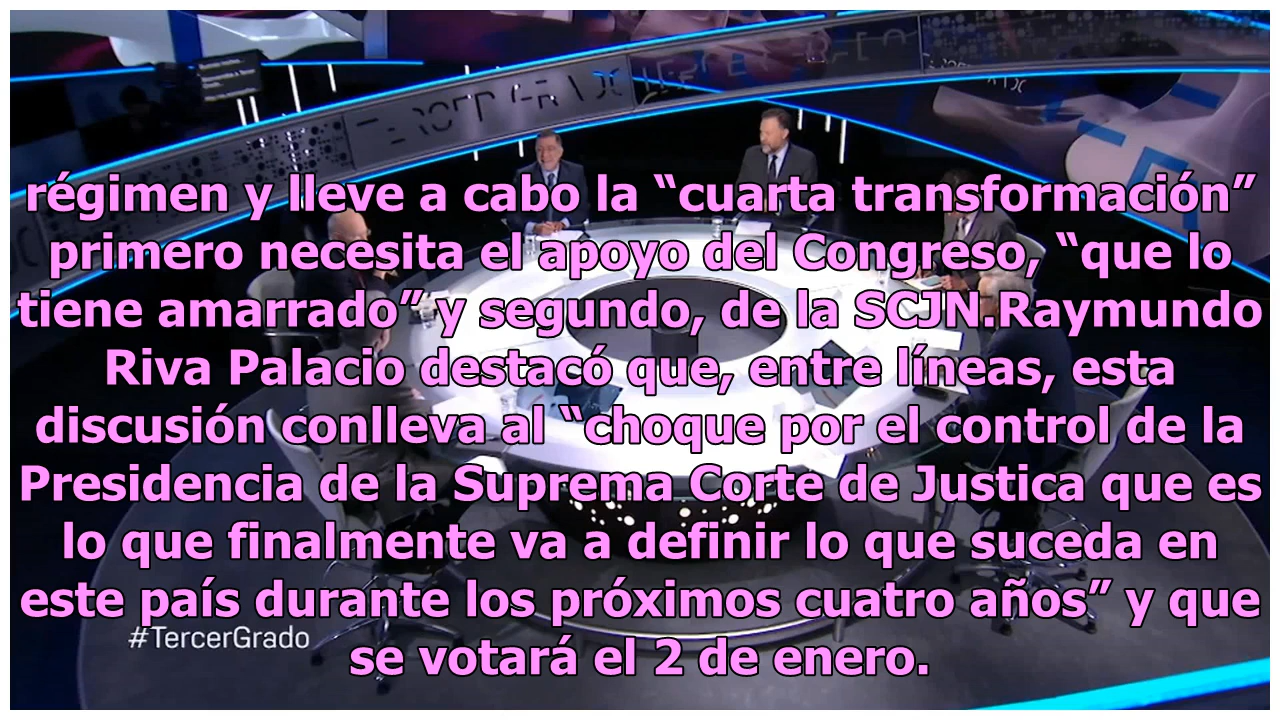 régimen y lleve a cabo la “cuarta transformación”
primero necesita el apoyo del Congreso, “que lo
tiene amarrado” y segundo, de la SCJN.Raymundo
Riva Palacio destacó que, entre líneas, esta
discusión conlleva al “choque por el control de la
Presidencia de la Suprema Corte de Justica que es
lo que finalmente va a definir lo que suceda en
este país durante los próximos cuatro años” y que
se votará el 2 de enero.
#TercerGrado